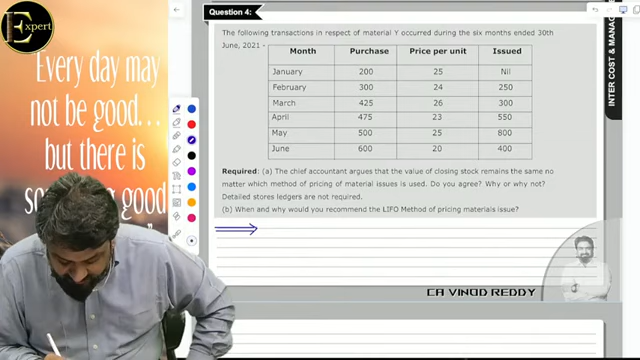 Expert
Every day may
not be good...
but there is
good
Question 4:
The following transactions in respect of material Y occurred during the six months ended 30th
June, 2021 -
Month Purchase Price per unit Issued
January 200 25 Nil
February 300 24 250
March 425 26 300
April 475 23 550
May 500 25 800
June 600 20 400
Required: (a) The chief accountant argues that the value of closing stock remains the same no
matter which method of pricing of material issues is used. Do you agree? Why or why not?
Detailed stores ledgers are not required.
(b) When and why would you recommend the LIFO Method of pricing materials issue?
CA VINOD REDDY
INTER COST & MANAG